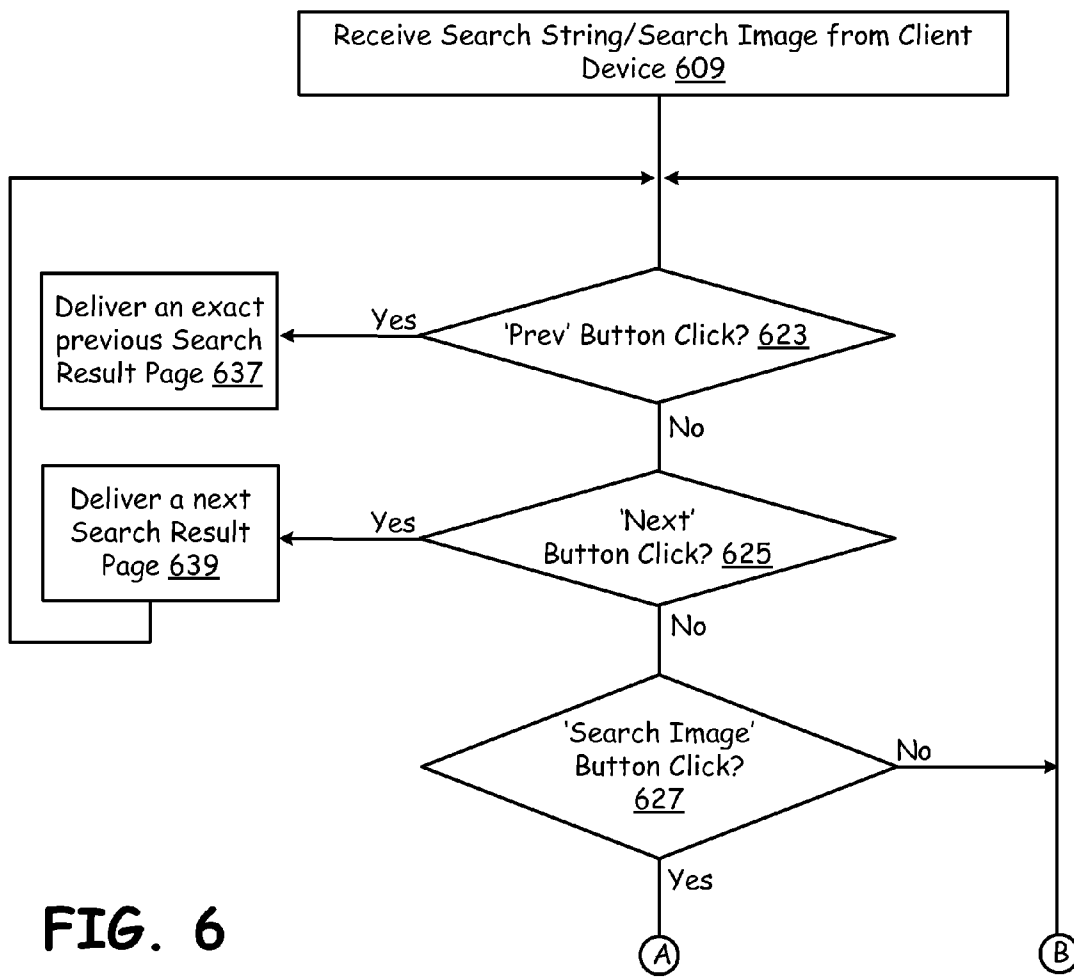 Receive Search String/Search Image from Client
Device 609
Deliver an exact
previous Search
Result Page 637
Yes
'Prev' Button Click? 623
No
Deliver a next
Search Result
Page 639
Yes
'Next'
Button Click? 625
No
'Search Image'
Button Click?
627
No
Yes
FIG. 6
A
B